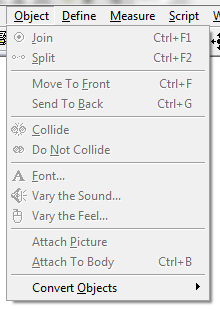 Object Define Measure Script
Join Ctrl+F1
Split Ctrl+F2
Move To Front Ctrl+F
Send To Back Ctrl+G
Collide
Do Not Collide
Font...
Vary the Sound...
Vary the Feel...
Attach Picture
Attach To Body Ctrl+B
Convert Objects